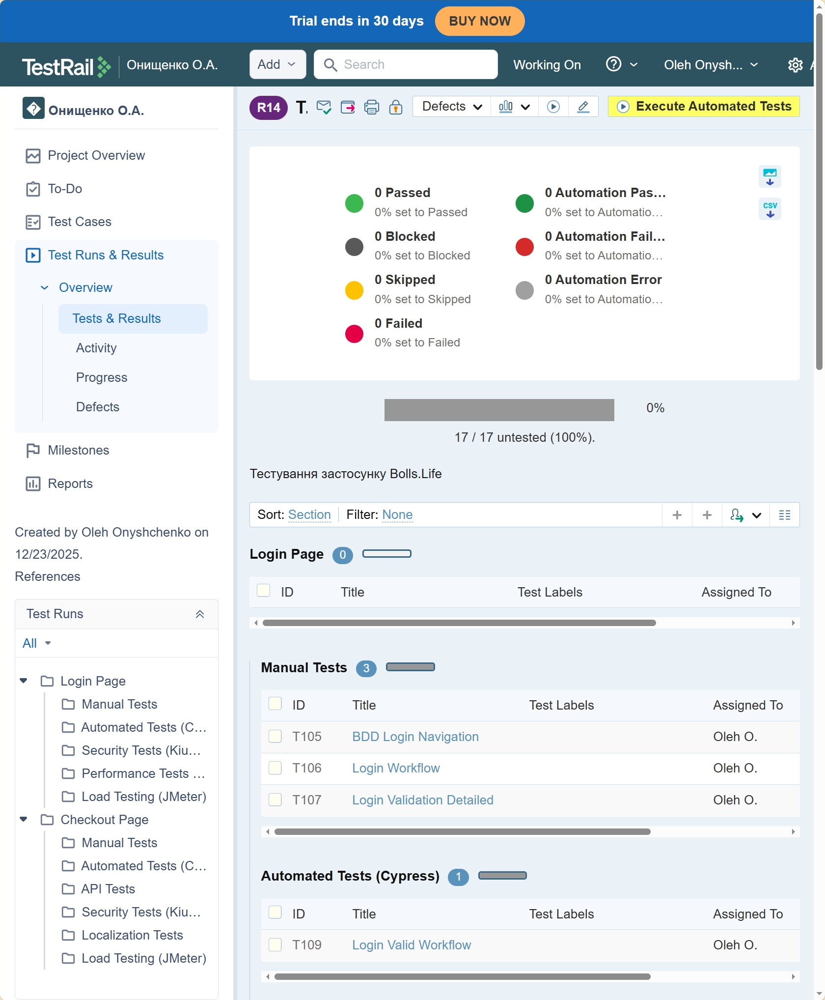 Trial ends in 30 days BUY NOW
TestRail Онищенко О.А. Add Search Working On Oleh Onysh...
Онищенко О.А.
Project Overview
To-Do
Test Cases
Test Runs & Results
Overview
Tests & Results
Activity
Progress
Defects
Milestones
Reports
Created by Oleh Onyshchenko on
12/23/2025.
References
Test Runs
All
Login Page
Manual Tests
Automated Tests (C...
Security Tests (Kiu...
Performance Tests ...
Load Testing (JMeter)
Checkout Page
Manual Tests
Automated Tests (C...
API Tests
Security Tests (Kiu...
Localization Tests
Load Testing (JMeter)
R14 T. Defects Execute Automated Tests
0 Passed
0% set to Passed
0 Blocked
0% set to Blocked
0 Skipped
0% set to Skipped
0 Failed
0% set to Failed
0 Automation Pas...
0% set to Automatio...
0 Automation Fail...
0% set to Automatio...
0 Automation Error
0% set to Automatio...
CSV
0%
17 / 17 untested (100%).
Тестування застосунку Bolls.Life
Sort: Section Filter: None
Login Page 0
ID Title Test Labels Assigned To
Manual Tests 3
ID Title Test Labels Assigned To
T105 BDD Login Navigation Oleh O.
T106 Login Workflow Oleh O.
T107 Login Validation Detailed Oleh O.
Automated Tests (Cypress) 1
ID Title Test Labels Assigned To
T109 Login Valid Workflow Oleh O.